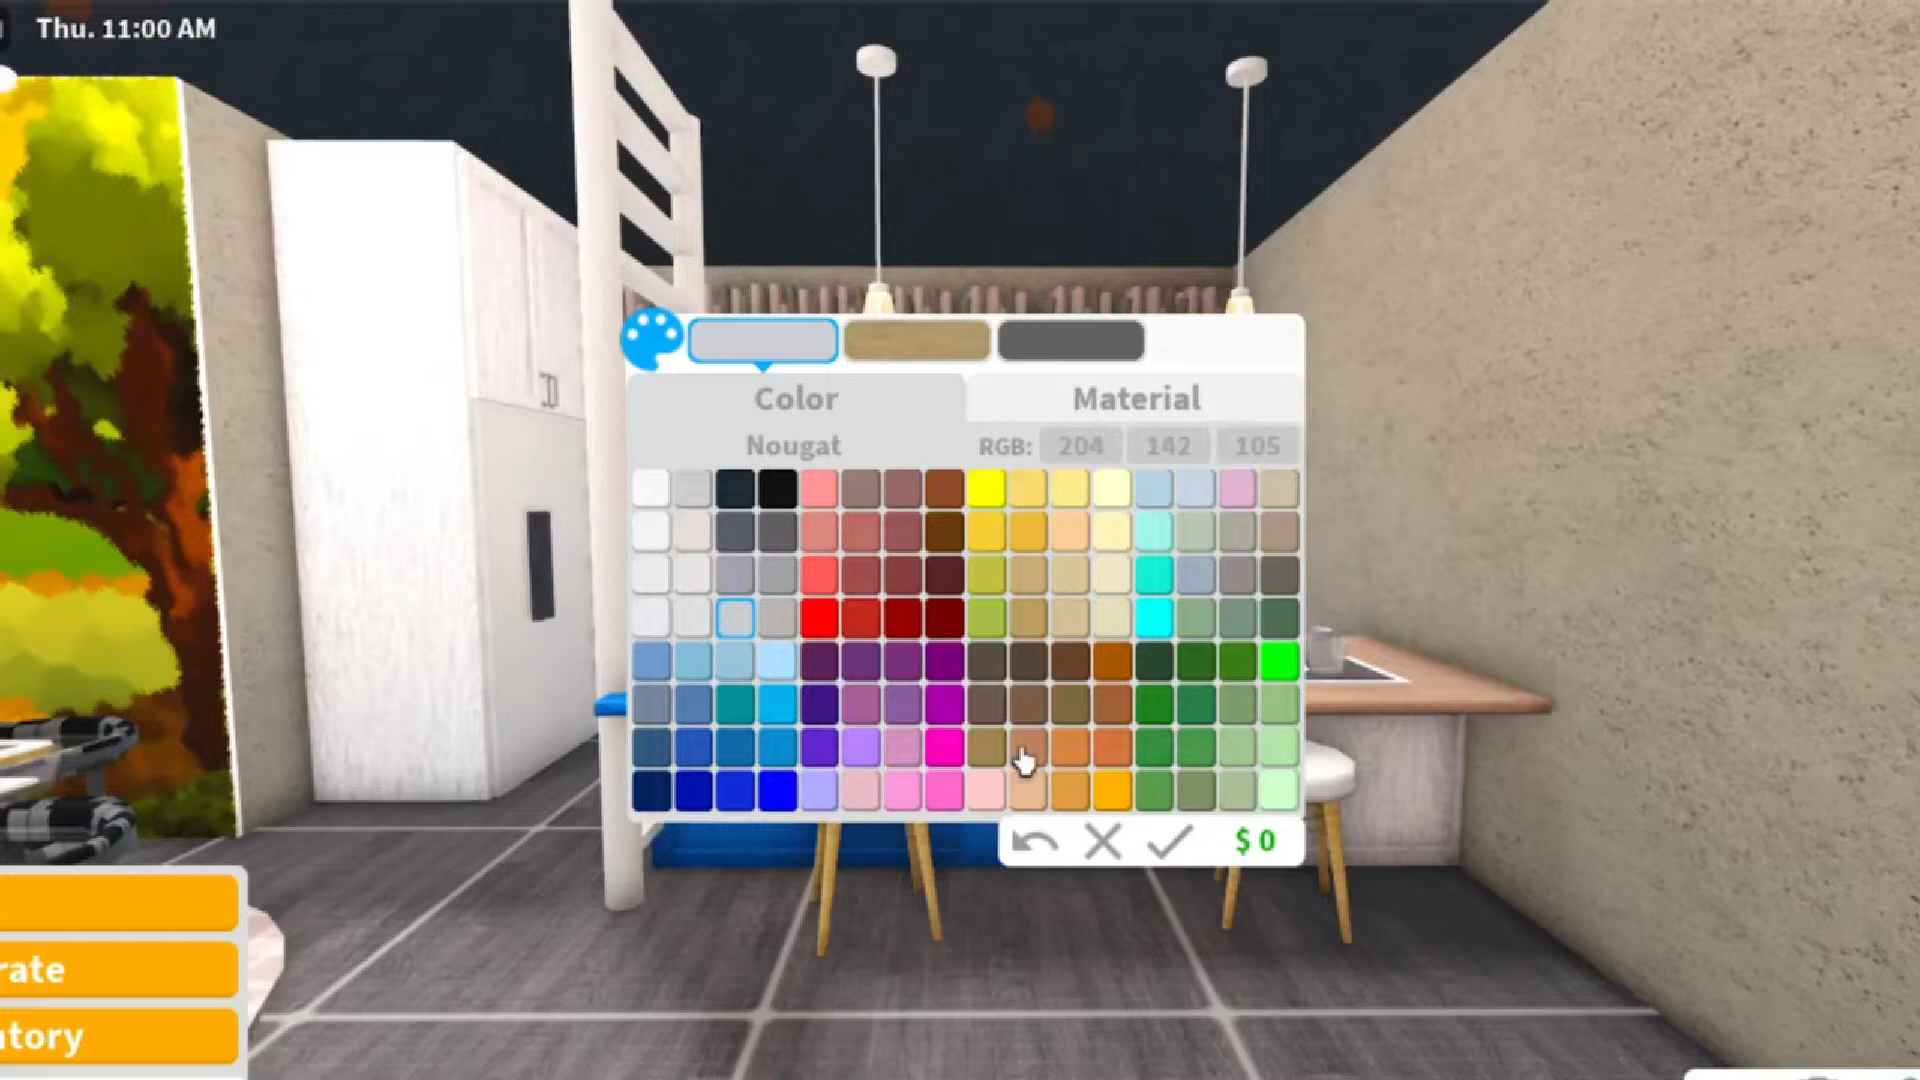 Thu. 11:00 AM
Color
Material
Nougat
RGB: 204 142 105
$ 0
rate
tory